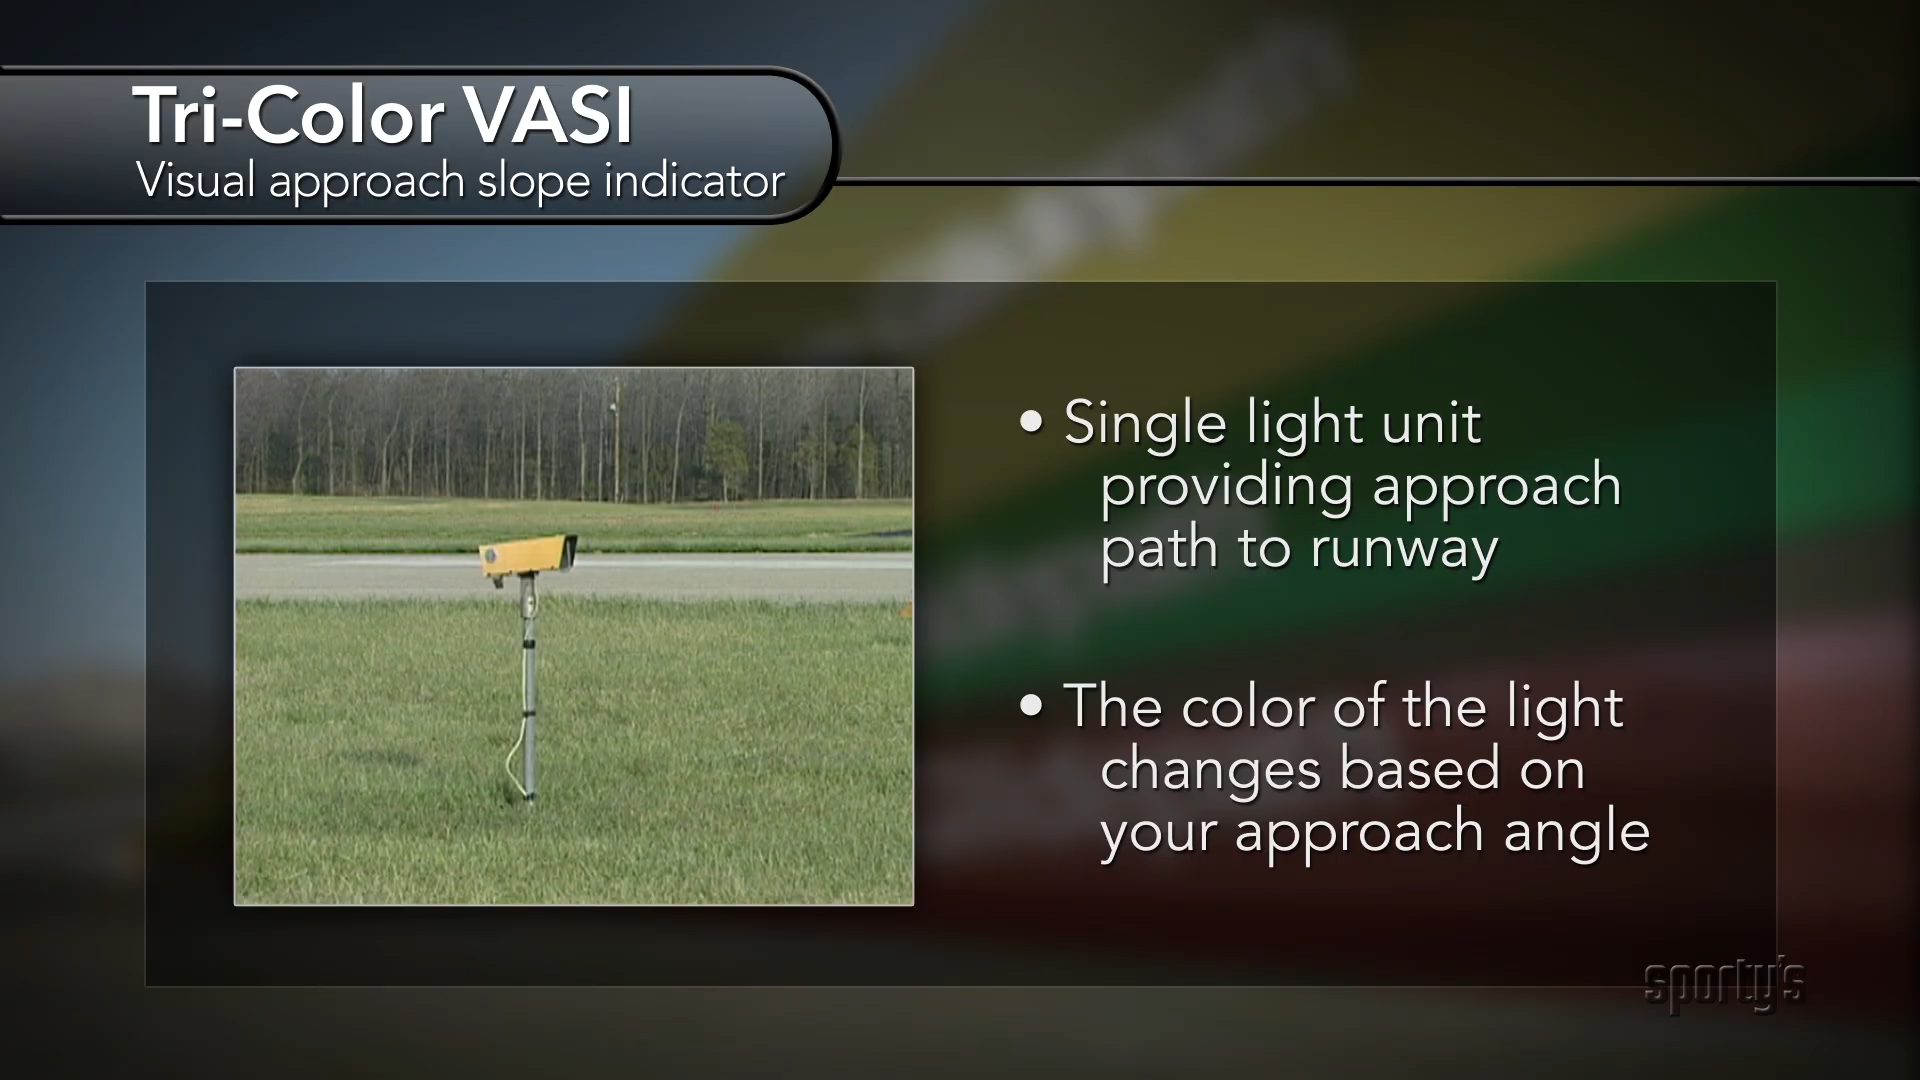 Tri-Color VASI
Visual approach slope indicator
• Single light unit
providing approach
path to runway
• The color of the light
changes based on
your approach angle
sporty's